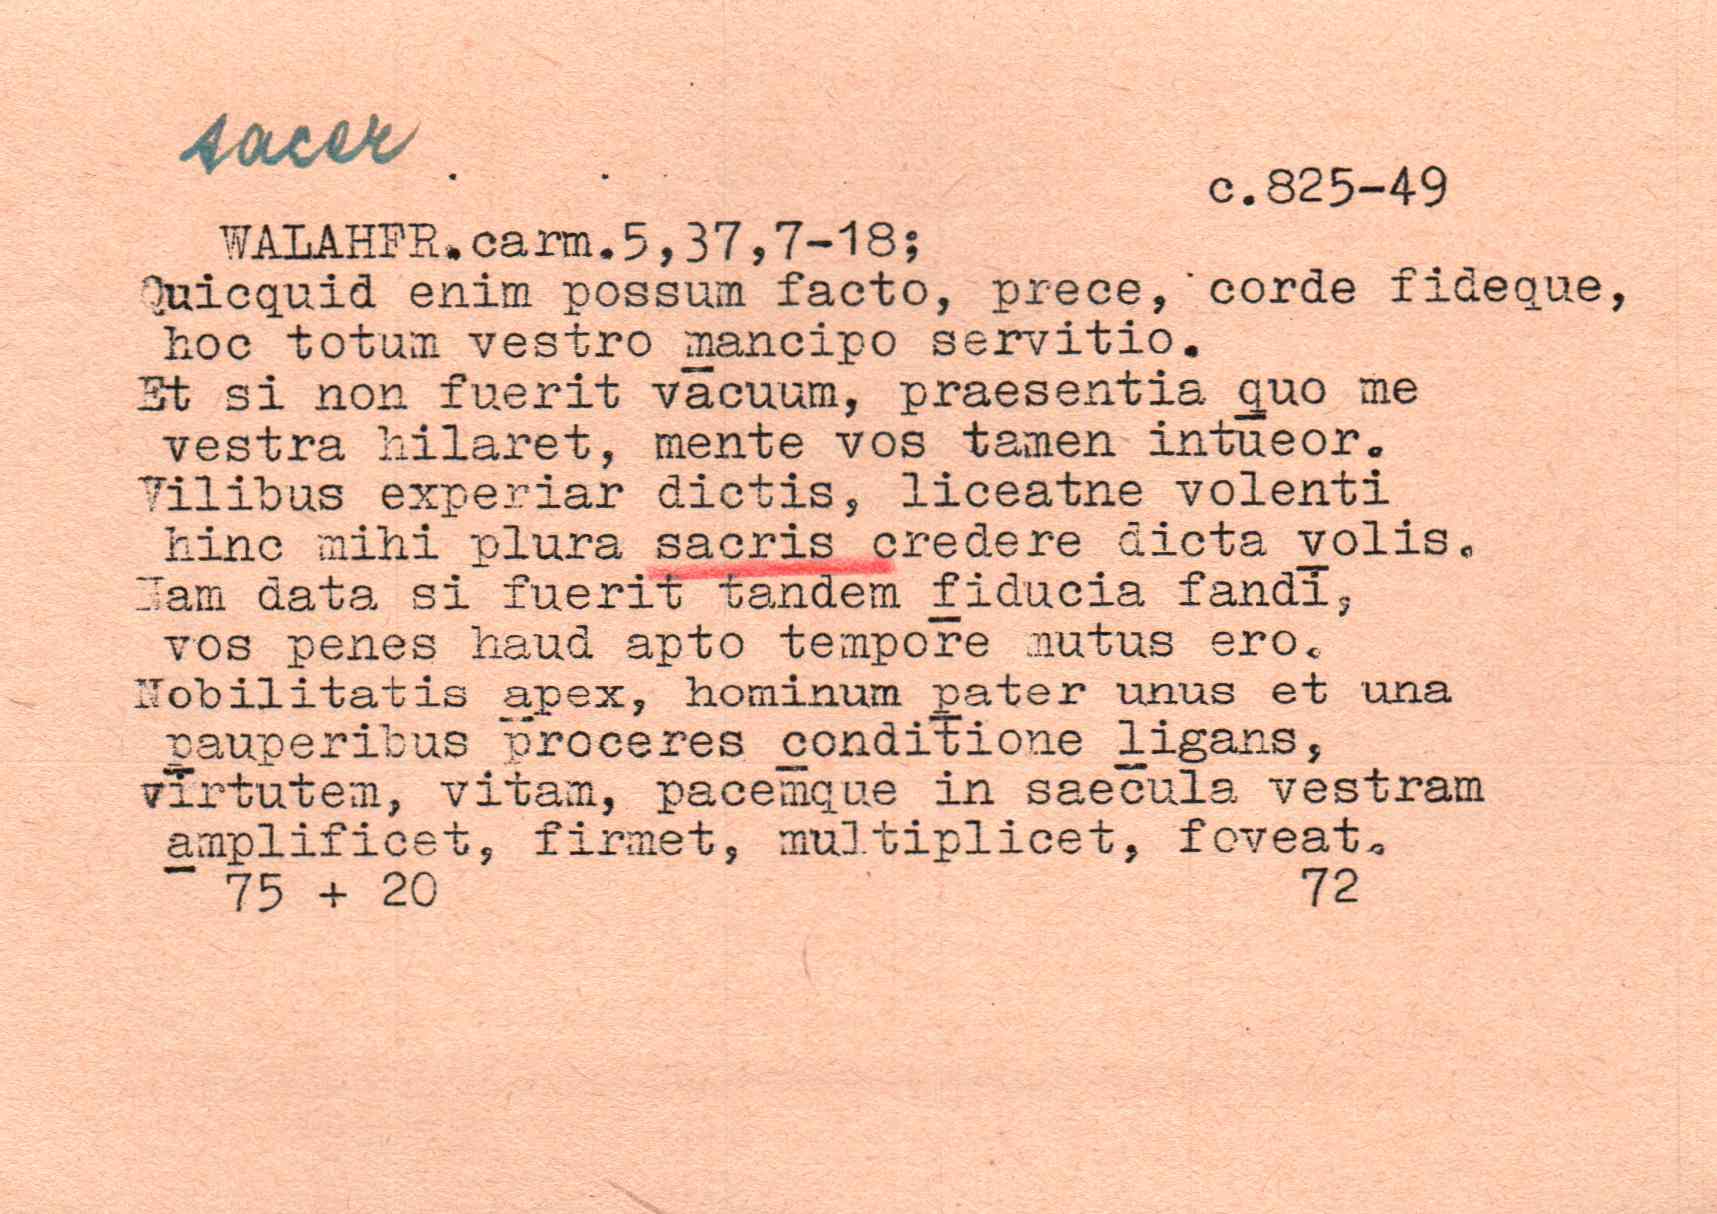 sacer
c.825-49
WALAHFR.carm.5,37,7-18;
Quicquid enim possum facto, prece, corde fideque,
hoc totum vestro mancipo servitio.
Et si non fuerit vacuum, praesentia quo me
vestra hilaret, mente vos tamen intueor.
Vilibus experiar dictis, liceatne volenti
hinc mihi plura sacris credere dicta volis.
Nam data si fuerit tandem fiducia fandi,
vos penes haud apto tempore mutus ero.
Nobilitatis apex, hominum pater unus et una
pauperibus proceres conditione ligans,
virtutem, vitam, pacemque in saecula vestram
amplificet, firmet, multiplicet, foveat.
75 + 20 72